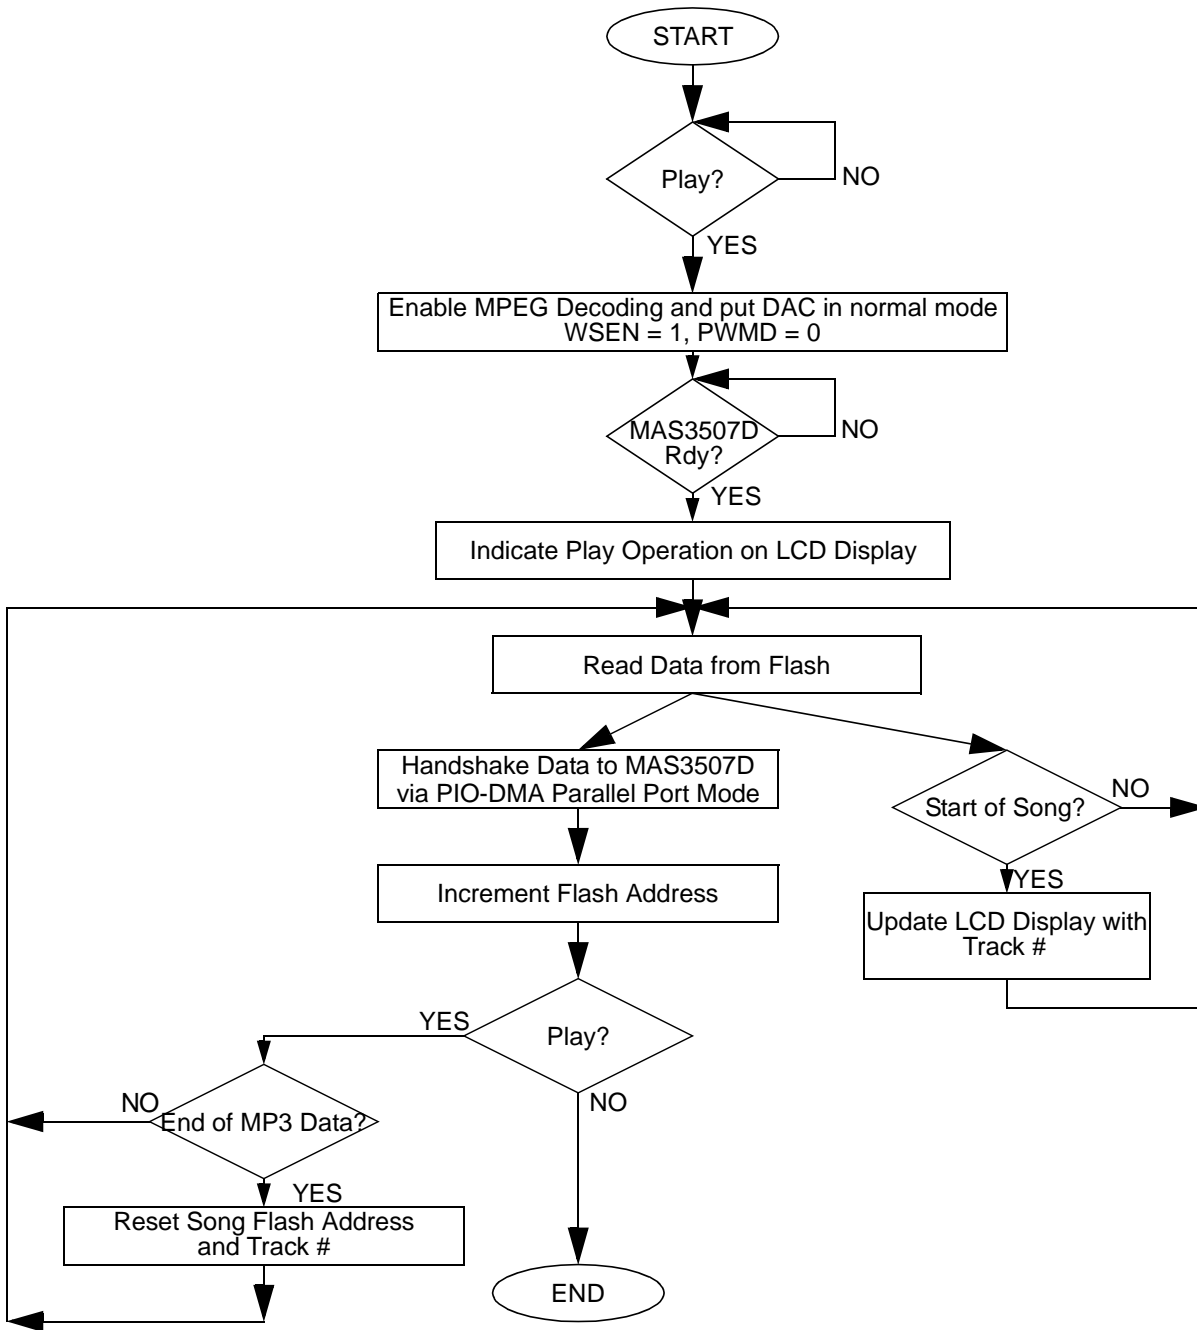 START
Play?
NO
YES
Enable MPEG Decoding and put DAC in normal mode
WSEN = 1, PWMD = 0
MAS3507D
Rdy?
NO
YES
Indicate Play Operation on LCD Display
Read Data from Flash
Handshake Data to MAS3507D
via PIO-DMA Parallel Port Mode
Start of Song?
NO
YES
Increment Flash Address
Update LCD Display with
Track #
Play?
YES
NO
End of MP3 Data?
NO
YES
Reset Song Flash Address
and Track #
END